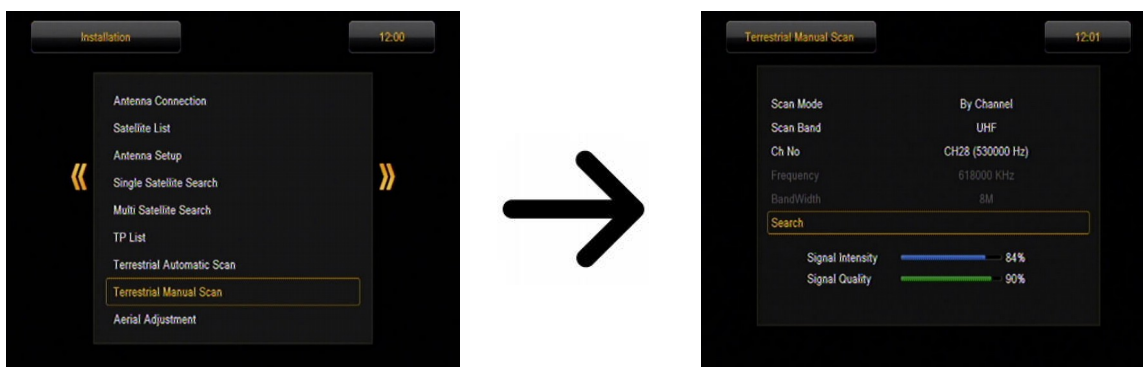 Installation
12:00
Antenna Connection
Satellite List
Antenna Setup
Single Satellite Search
Multi Satellite Search
TP List
Terrestrial Automatic Scan
Terrestrial Manual Scan
Aerial Adjustment
Terrestrial Manual Scan
12:01
Scan Mode By Channel
Scan Band UHF
Ch No CH28 (530000 Hz)
Frequency 618000 KHz
BandWidth 8M
Search
Signal Intensity 84%
Signal Quality 90%